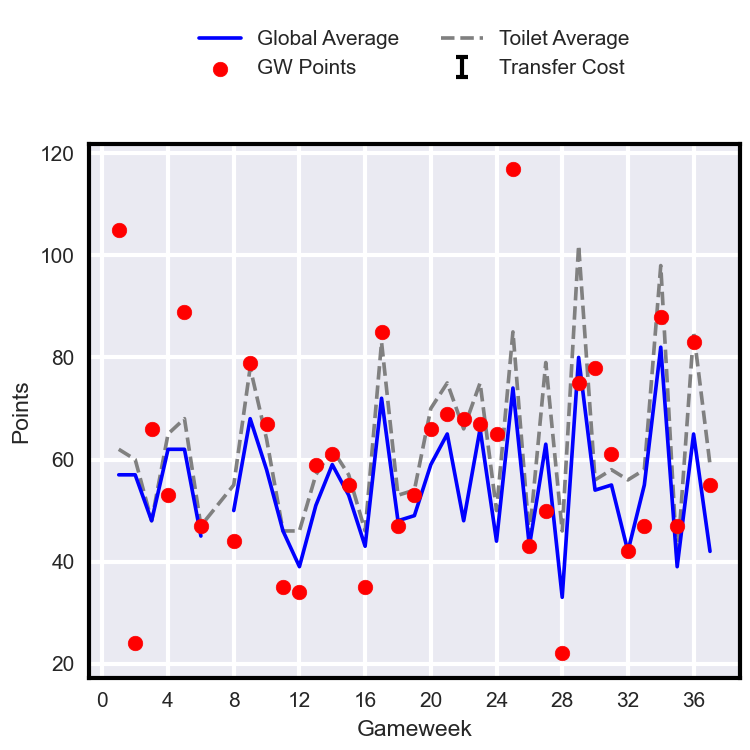 Global Average
Toilet Average
GW Points
Transfer Cost
120
100
80
60
40
20
Points
0 4 8 12 16 20 24 28 32 36
Gameweek